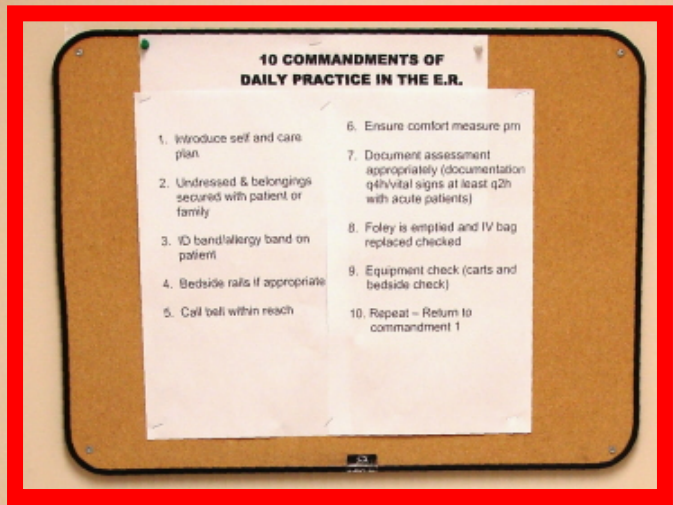 10 COMMANDMENTS OF
DAILY PRACTICE IN THE E.R.
1. Introduce self and care
plan
2. Undressed & belongings
secured with patient or
family
3. ID band/allergy band on
patient
4. Bedside rails if appropriate
5. Call bell within reach
6. Ensure comfort measure prn
7. Document assessment
appropriately (documentation
q4h/vital signs at least q2h
with acute patients)
8. Foley is emptied and IV bag
replaced checked
9. Equipment check (carts and
bedside check)
10. Repeat – Return to
commandment 1